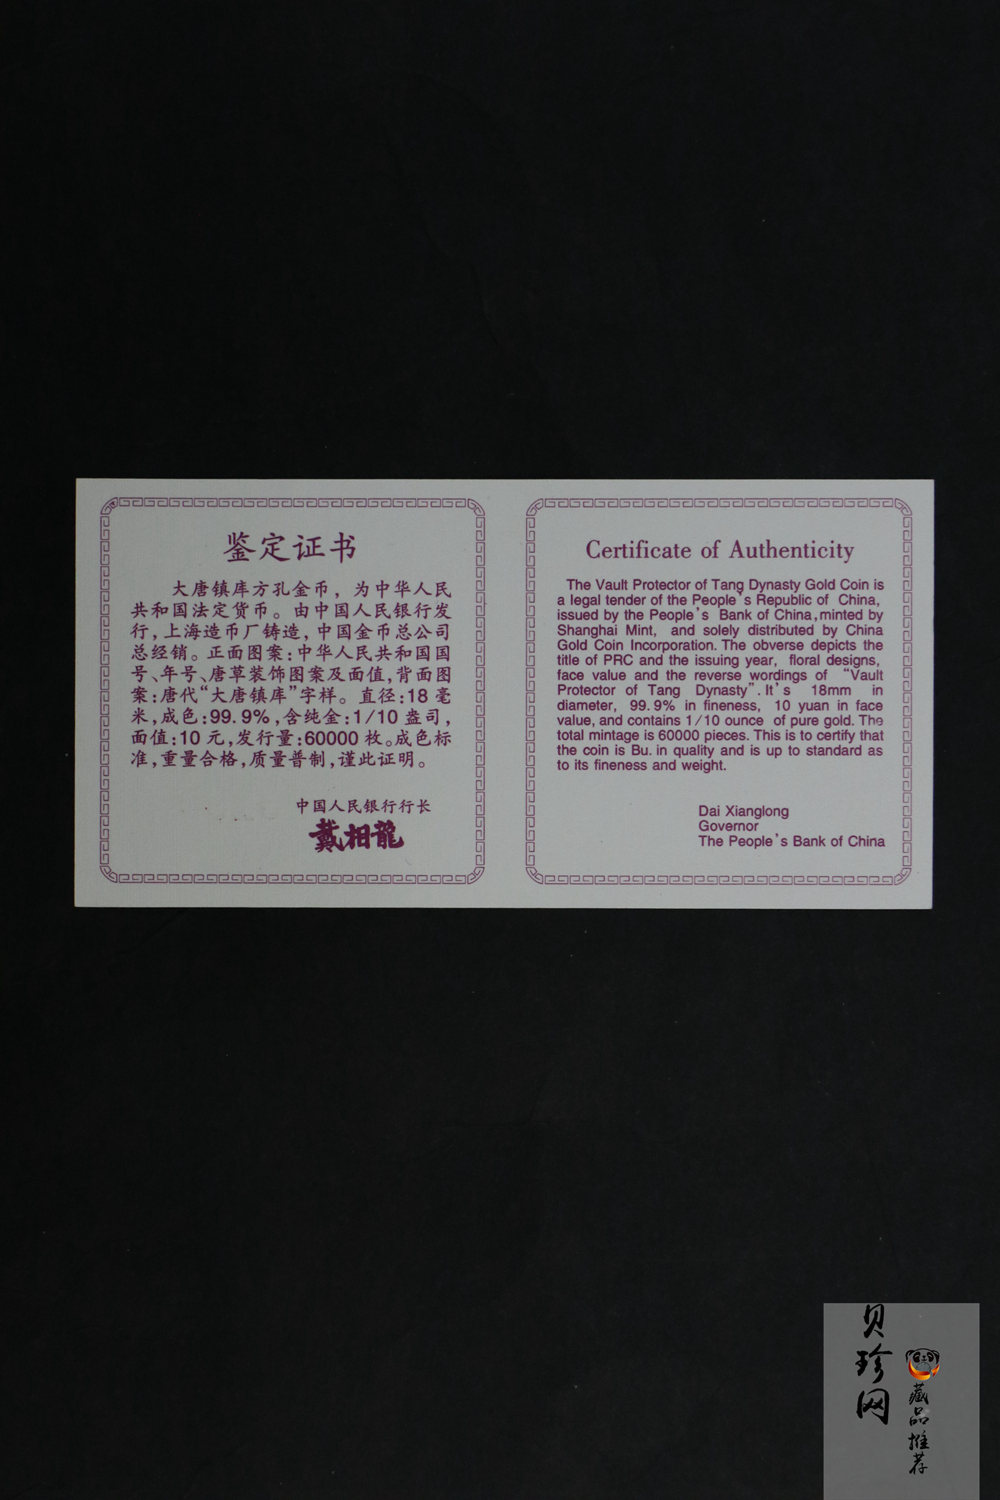 鉴定证书
大唐镇库方孔金币，为中华人民
共和国法定货币。由中国人民银行发
行，上海造币厂铸造，中国金币总公司
总经销。正面图案：中华人民共和国国
号、年号、唐草装饰图案及面值，背面图
案：唐代“大唐镇库”字样。直径：18毫
米，成色：99.9%，含纯金：1/10盎司，
面值：10元，发行量：60000枚。成色标
准，重量合格，质量普制，谨此证明。
中国人民银行行长
戴相龍
Certificate of Authenticity
The Vault Protector of Tang Dynasty Gold Coin is
a legal tender of the People's Republic of China,
issued by the People's Bank of China, minted by
Shanghai Mint, and solely distributed by China
Gold Coin Incorporation. The obverse depicts the
title of PRC and the issuing year, floral designs,
face value and the reverse wordings of “Vault
Protector of Tang Dynasty”. It's 18mm in
diameter, 99.9% in fineness, 10 yuan in face
value, and contains 1/10 ounce of pure gold. The
total mintage is 60000 pieces. This is to certify that
the coin is Bu. in quality and is up to standard as
to its fineness and weight.
Dai Xianglong
Governor
The People's Bank of China
贝珍网
藏品推荐